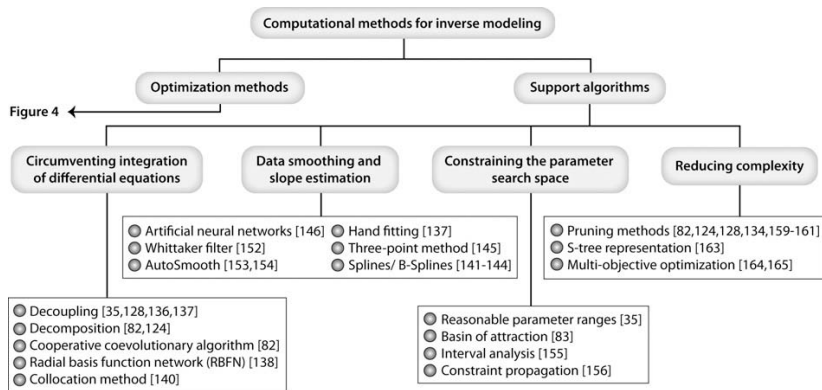 Computational methods for inverse modeling
Optimization methods
Support algorithms
Figure 4
Circumventing integration
of differential equations
Data smoothing and
slope estimation
Constraining the parameter
search space
Reducing complexity
Artificial neural networks [146]
Whittaker filter [152]
AutoSmooth [153,154]
Hand fitting [137]
Three-point method [145]
Splines/ B-Splines [141-144]
Pruning methods [82,124,128,134,159-161]
S-tree representation [163]
Multi-objective optimization [164,165]
Decoupling [35,128,136,137]
Decomposition [82,124]
Cooperative coevolutionary algorithm [82]
Radial basis function network (RBFN) [138]
Collocation method [140]
Reasonable parameter ranges [35]
Basin of attraction [83]
Interval analysis [155]
Constraint propagation [156]